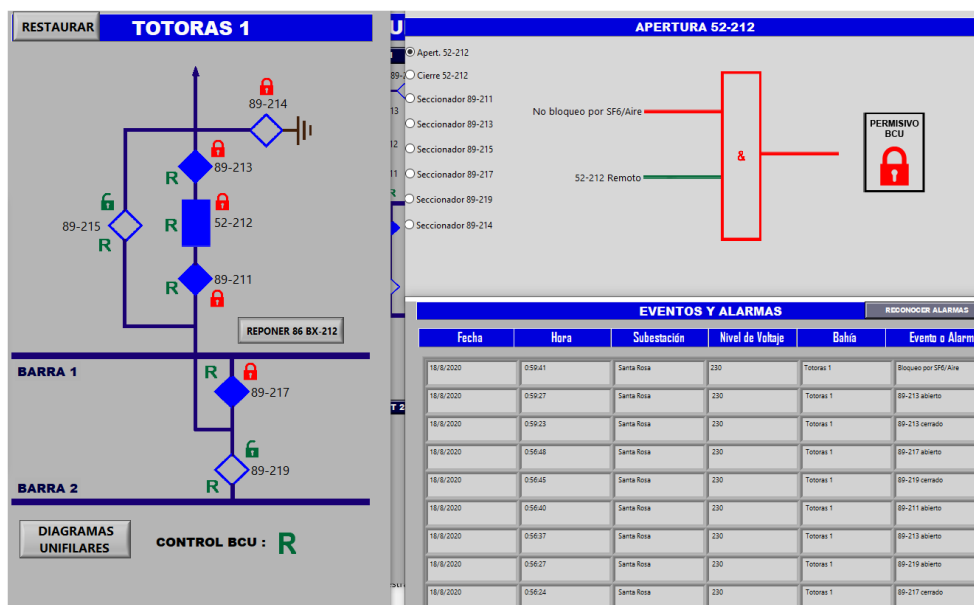 RESTAURAR
TOTORAS 1
89-214
89-213
R
52-212
R
89-215
R
89-211
R
REPONER 86 BX-212
BARRA 1
R
89-217
89-219
R
BARRA 2
DIAGRAMAS
UNIFILARES
CONTROL BCU : R
U
13
12
11
R
T 2
APERTURA 52-212
Apert. 52-212
Cierre 52-212
Seccionador 89-211
Seccionador 89-213
Seccionador 89-215
Seccionador 89-217
Seccionador 89-219
Seccionador 89-214
No bloqueo por SF6/Aire
52-212 Remoto
&
PERMISIVO
BCU
EVENTOS Y ALARMAS
RECONOCER ALARMAS
Fecha Hora Subestación Nivel de Voltaje Bahía Evento o Alarm
18/8/2020 0:59:41 Santa Rosa 230 Totoras 1 Bloqueo por SF6/Aire
18/8/2020 0:59:27 Santa Rosa 230 Totoras 1 89-213 abierto
18/8/2020 0:59:23 Santa Rosa 230 Totoras 1 89-213 cerrado
18/8/2020 0:56:48 Santa Rosa 230 Totoras 1 89-217 abierto
18/8/2020 0:56:45 Santa Rosa 230 Totoras 1 89-219 cerrado
18/8/2020 0:56:40 Santa Rosa 230 Totoras 1 89-211 abierto
18/8/2020 0:56:37 Santa Rosa 230 Totoras 1 89-213 abierto
18/8/2020 0:56:27 Santa Rosa 230 Totoras 1 89-219 abierto
18/8/2020 0:56:24 Santa Rosa 230 Totoras 1 89-217 cerrado